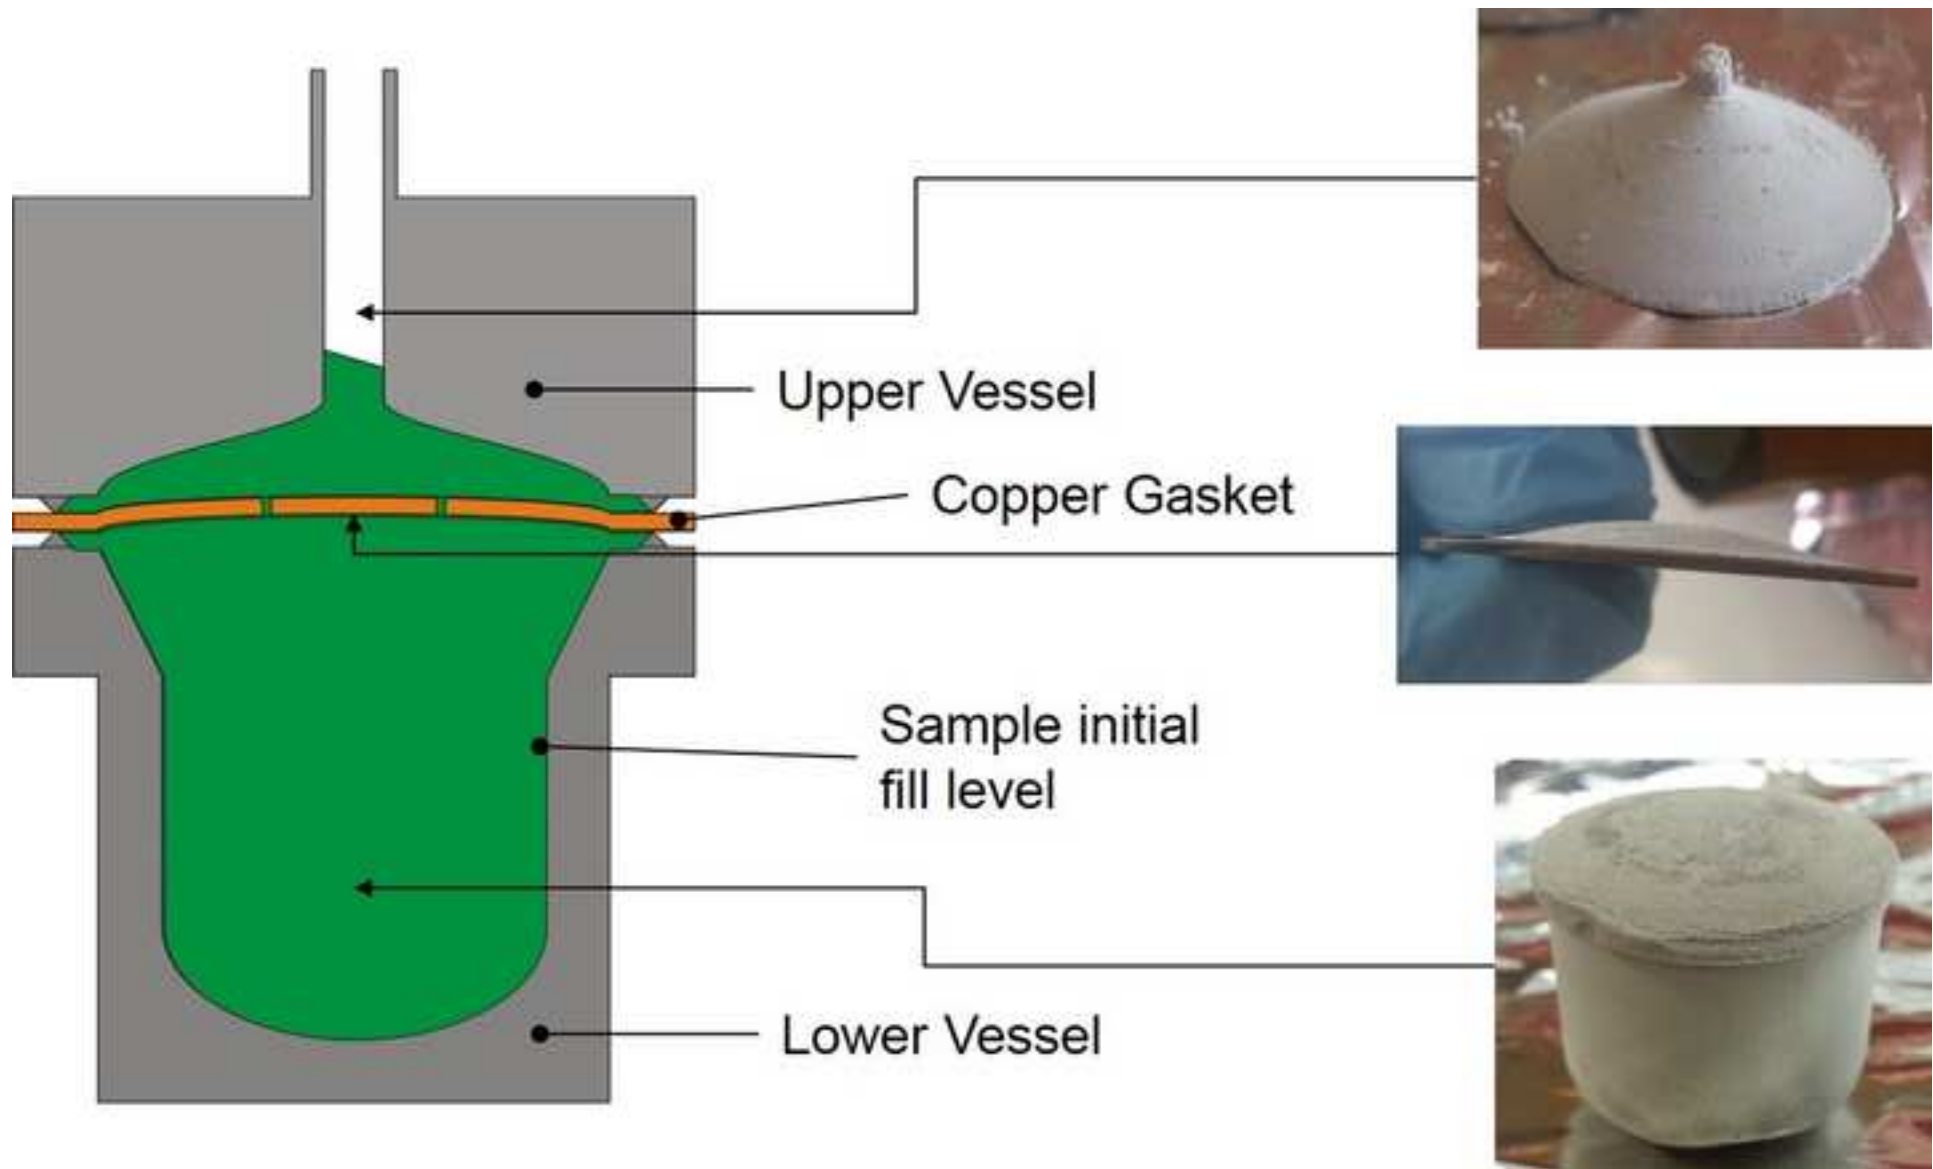 Upper Vessel
Copper Gasket
Sample initial
fill level
Lower Vessel